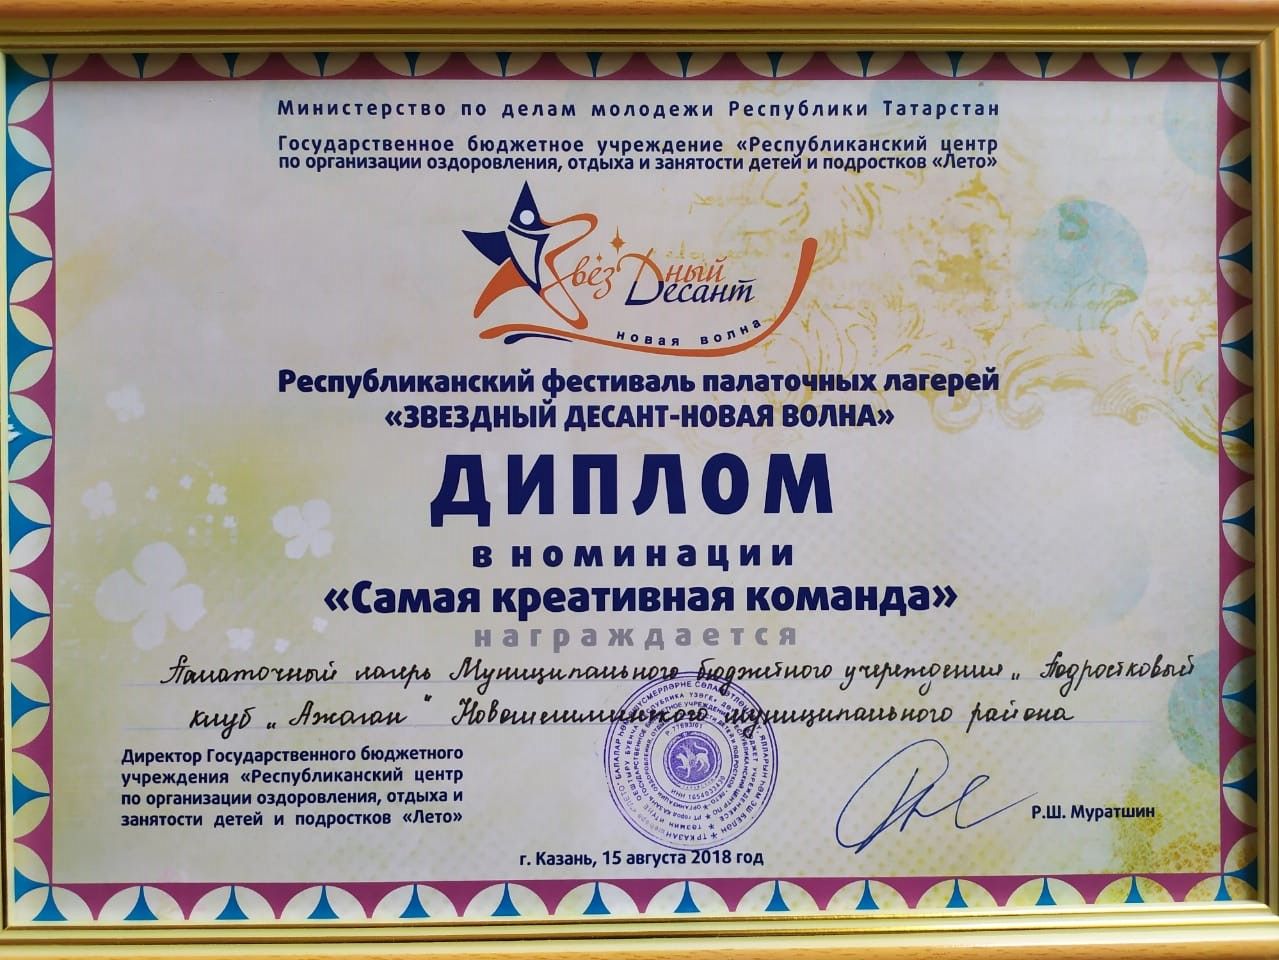 Министерство по делам молодежи Республики Татарстан
Государственное бюджетное учреждение «Республиканский центр
по организации оздоровления, отдыха и занятости детей и подростков «Лето»
Звёздный
Десант
новая волна
Республиканский фестиваль палаточных лагерей
«ЗВЕЗДНЫЙ ДЕСАНТ-НОВАЯ ВОЛНА»
ДИПЛОМ
в номинации
«Самая креативная команда»
награждается
Палаточный лагерь Муниципального бюджетного учреждения „Подростковый
клуб „Ажаган“ Новошешминского муниципального района
Директор Государственного бюджетного
учреждения «Республиканский центр
по организации оздоровления, отдыха и
занятости детей и подростков «Лето»
Р.Ш. Муратшин
г. Казань, 15 августа 2018 год